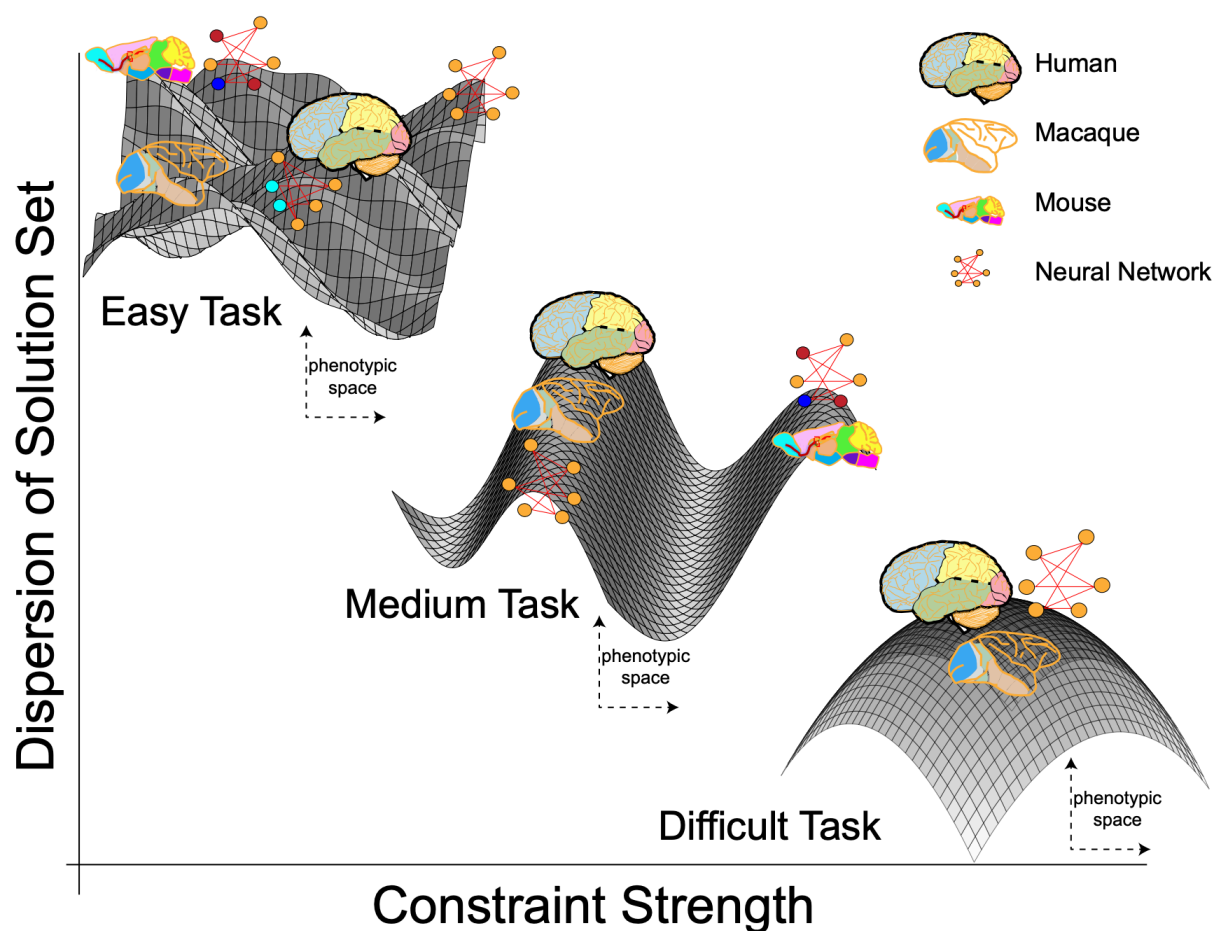 Human
Macaque
Mouse
Neural Network
Dispersion of Solution Set
Easy Task
phenotypic
space
Medium Task
phenotypic
space
Difficult Task
phenotypic
space
Constraint Strength